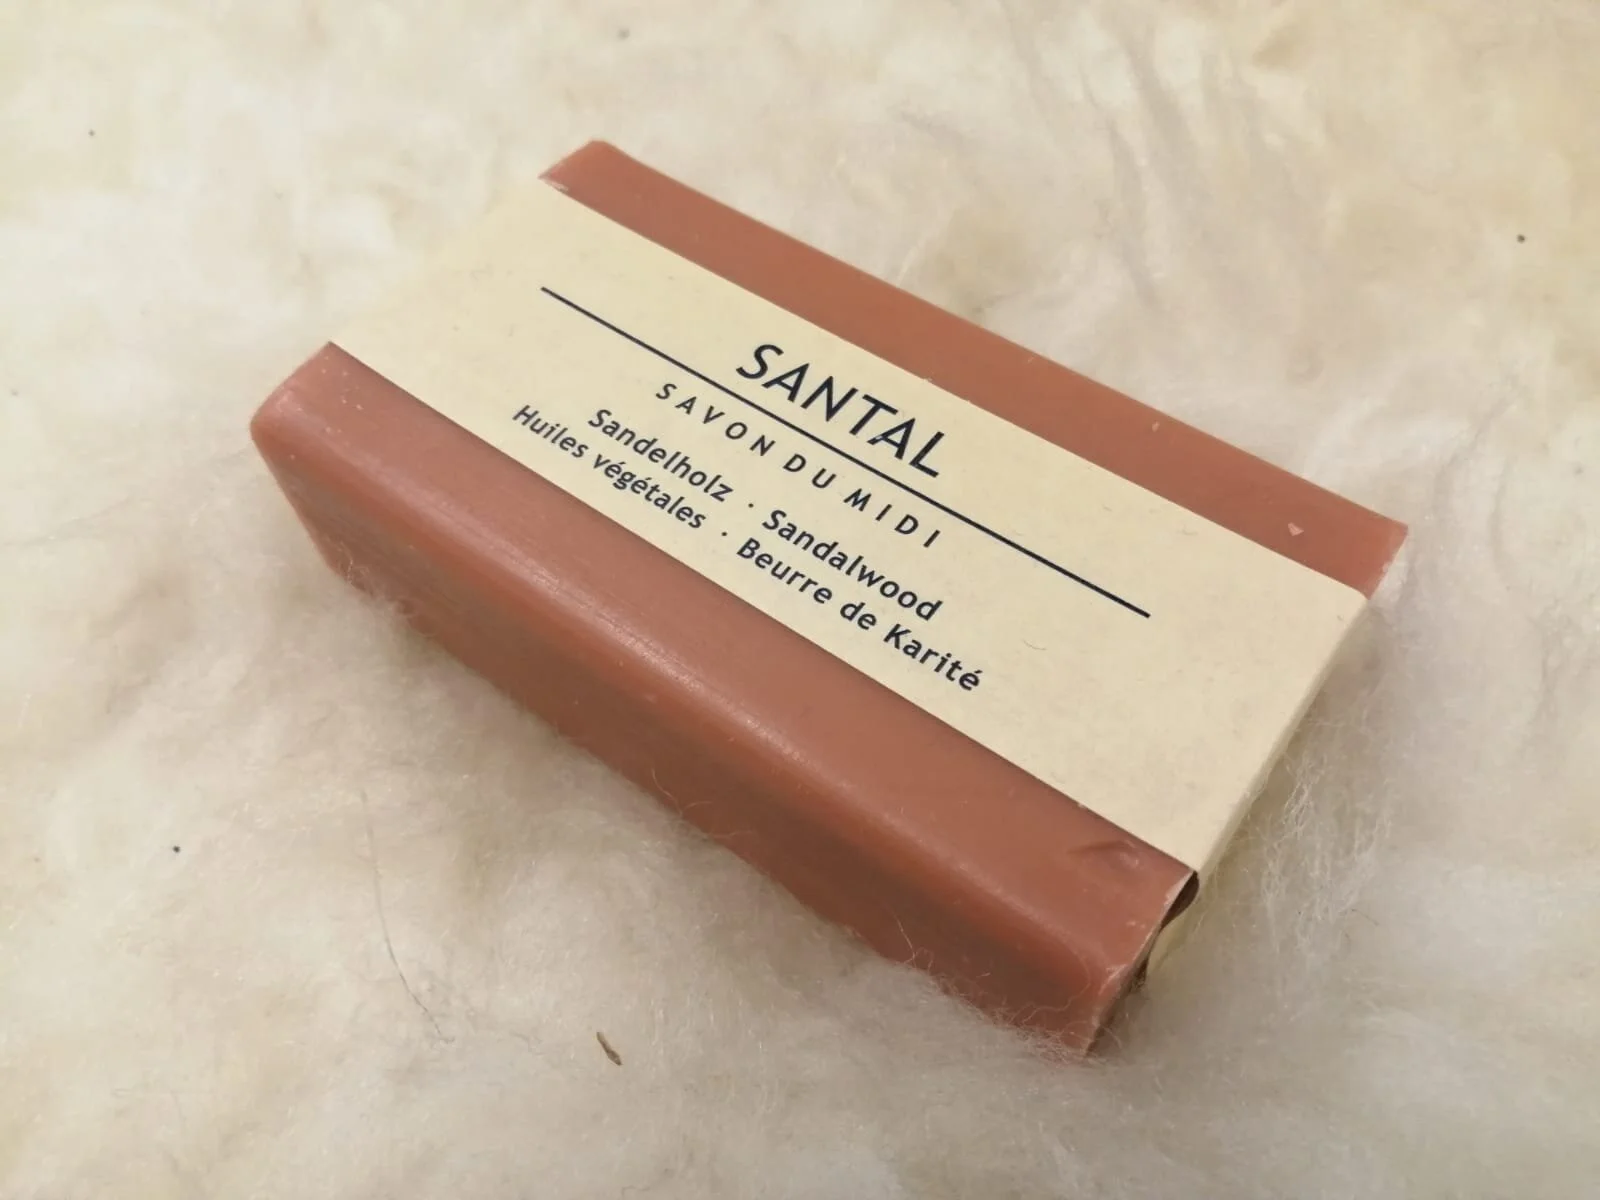 SANTAL
SAVON DU MIDI
Sandelholz · Sandalwood
Huiles végétales · Beurre de Karité